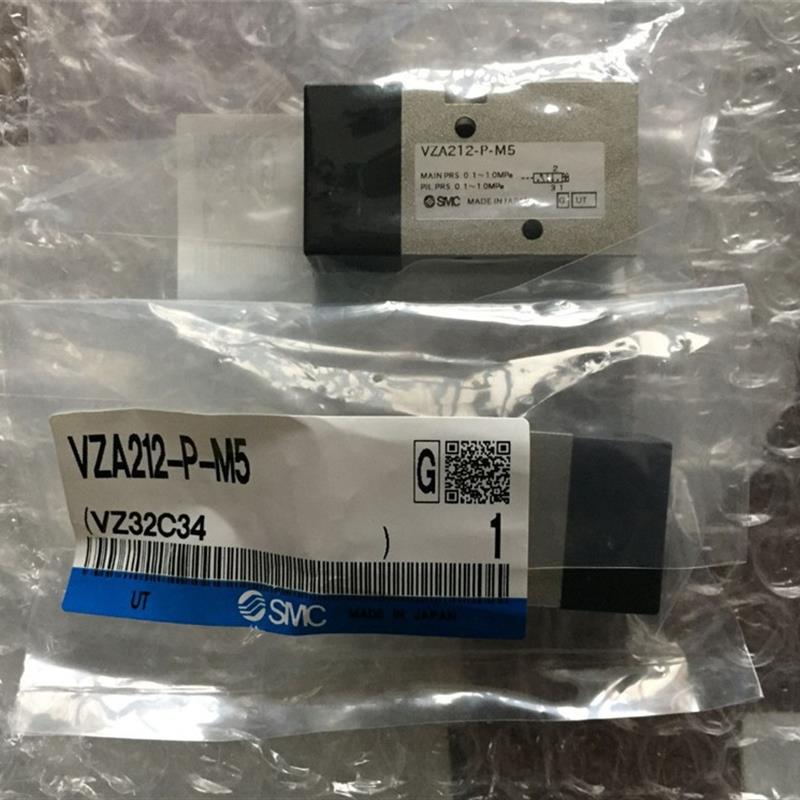 VZA212-P-M5
2
MAIN PRS 0.1~1.0MPa
PIL PRS 0.1~1.0MPa
3 1
SMC MADE IN JAPAN G UT
VZA212-P-M5
G
(VZ32C34 )
1
UT SMC MADE IN JAPAN